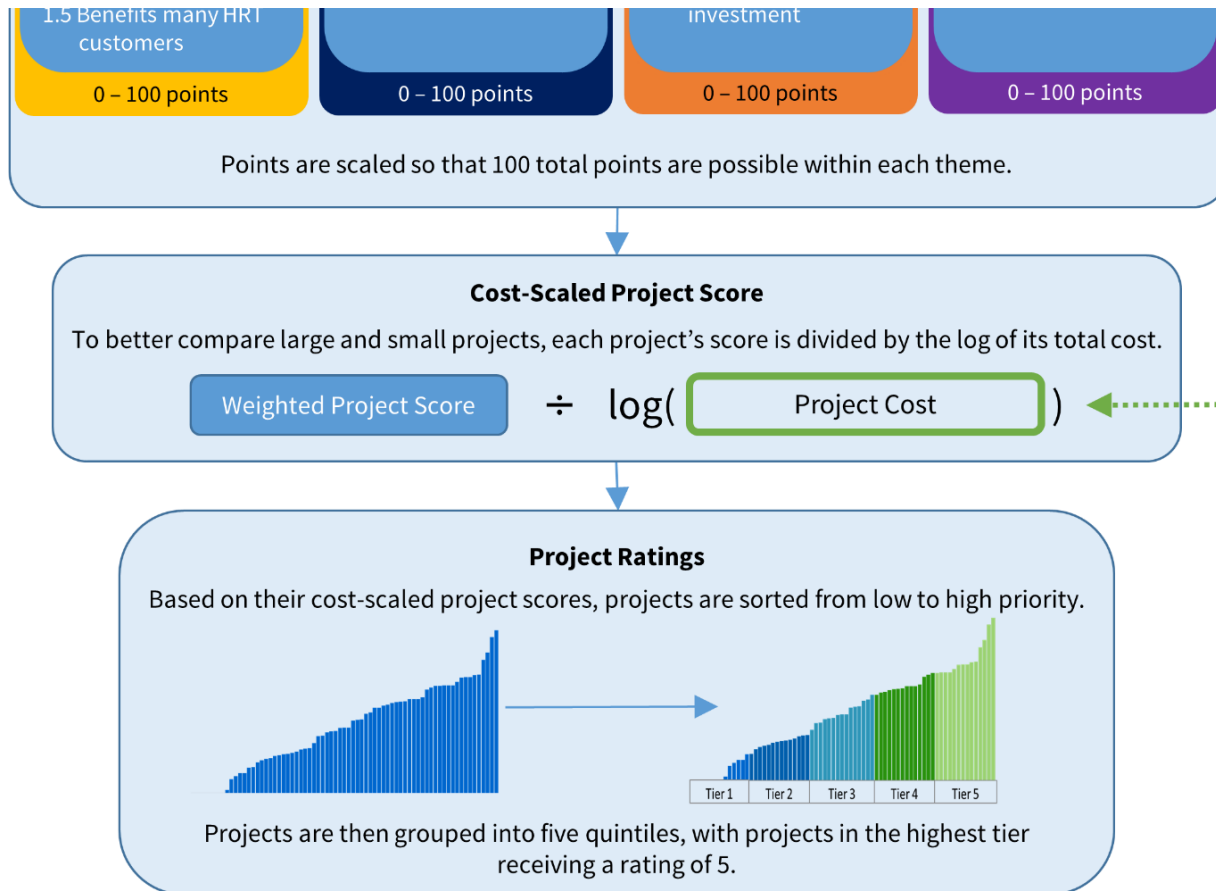 1.5 Benefits many HRT
customers
investment
0 – 100 points
0 – 100 points
0 – 100 points
0 – 100 points
Points are scaled so that 100 total points are possible within each theme.
Cost-Scaled Project Score
To better compare large and small projects, each project’s score is divided by the log of its total cost.
Weighted Project Score ÷ log( Project Cost )
Project Ratings
Based on their cost-scaled project scores, projects are sorted from low to high priority.
Tier 1 Tier 2 Tier 3 Tier 4 Tier 5
Projects are then grouped into five quintiles, with projects in the highest tier
receiving a rating of 5.